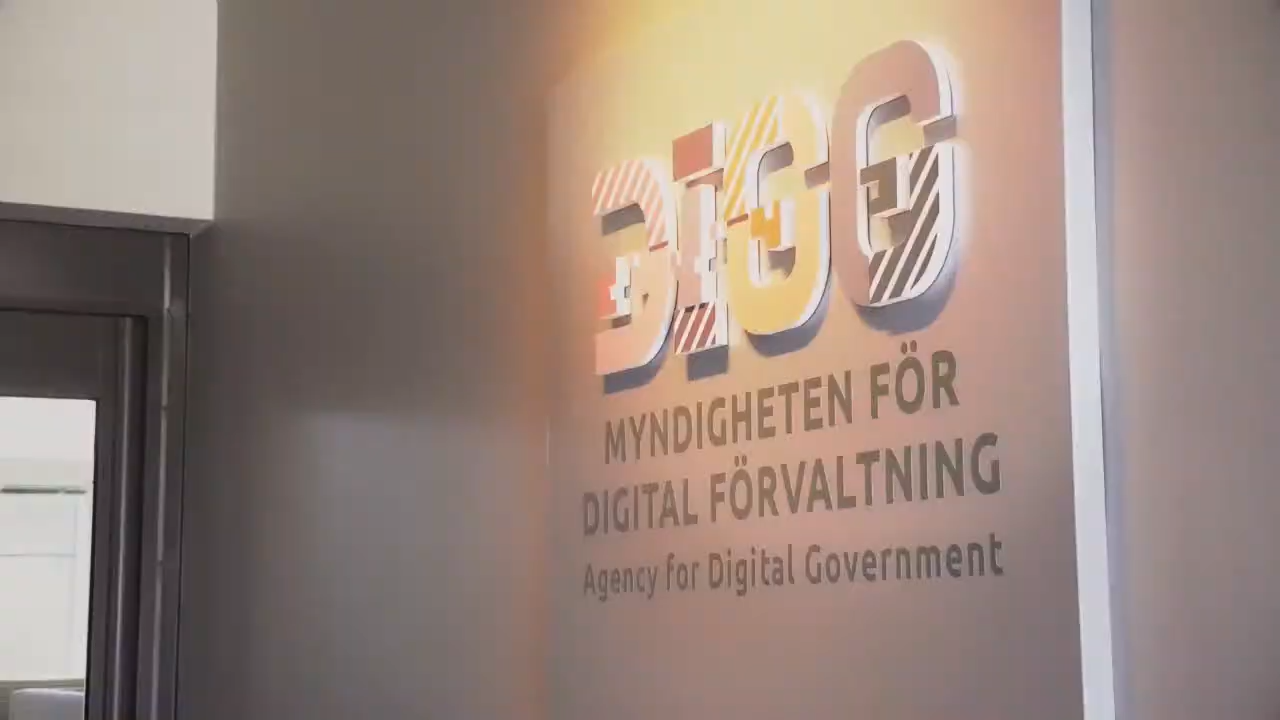 DIGG
MYNDIGHETEN FÖR
DIGITAL FÖRVALTNING
Agency for Digital Government